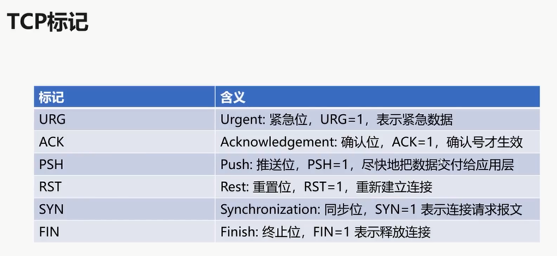 TCP标记
标记 含义
URG Urgent: 紧急位，URG=1，表示紧急数据
ACK Acknowledgement: 确认位，ACK=1，确认号才生效
PSH Push: 推送位，PSH=1，尽快地把数据交付给应用层
RST Rest: 重置位，RST=1，重新建立连接
SYN Synchronization: 同步位，SYN=1 表示连接请求报文
FIN Finish: 终止位，FIN=1 表示释放连接